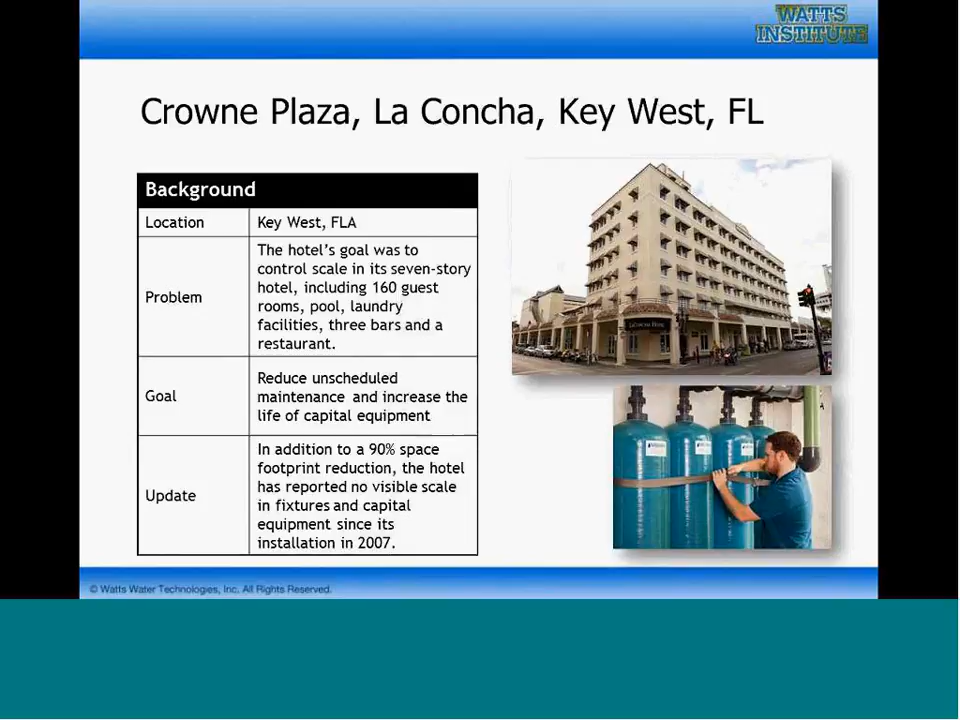 WATTS
INSTITUTE
Crowne Plaza, La Concha, Key West, FL
Background
Location
Key West, FLA
Problem
The hotel's goal was to
control scale in its seven-story
hotel, including 160 guest
rooms, pool, laundry
facilities, three bars and a
restaurant.
Goal
Reduce unscheduled
maintenance and increase the
life of capital equipment
Update
In addition to a 90% space
footprint reduction, the hotel
has reported no visible scale
in fixtures and capital
equipment since its
installation in 2007.
© Watts Water Technologies, Inc. All Rights Reserved.